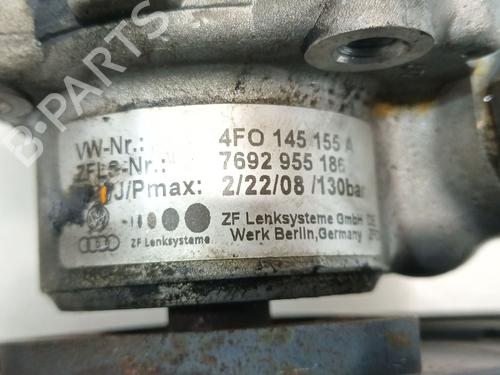 VW-Nr.: 4FO 145 155 A
ZFLS-Nr.: 7692 955 186
J/Pmax: 2/22/08 /130bar
ZF Lenksysteme GmbH
ZF Lenksysteme Werk Berlin,Germany